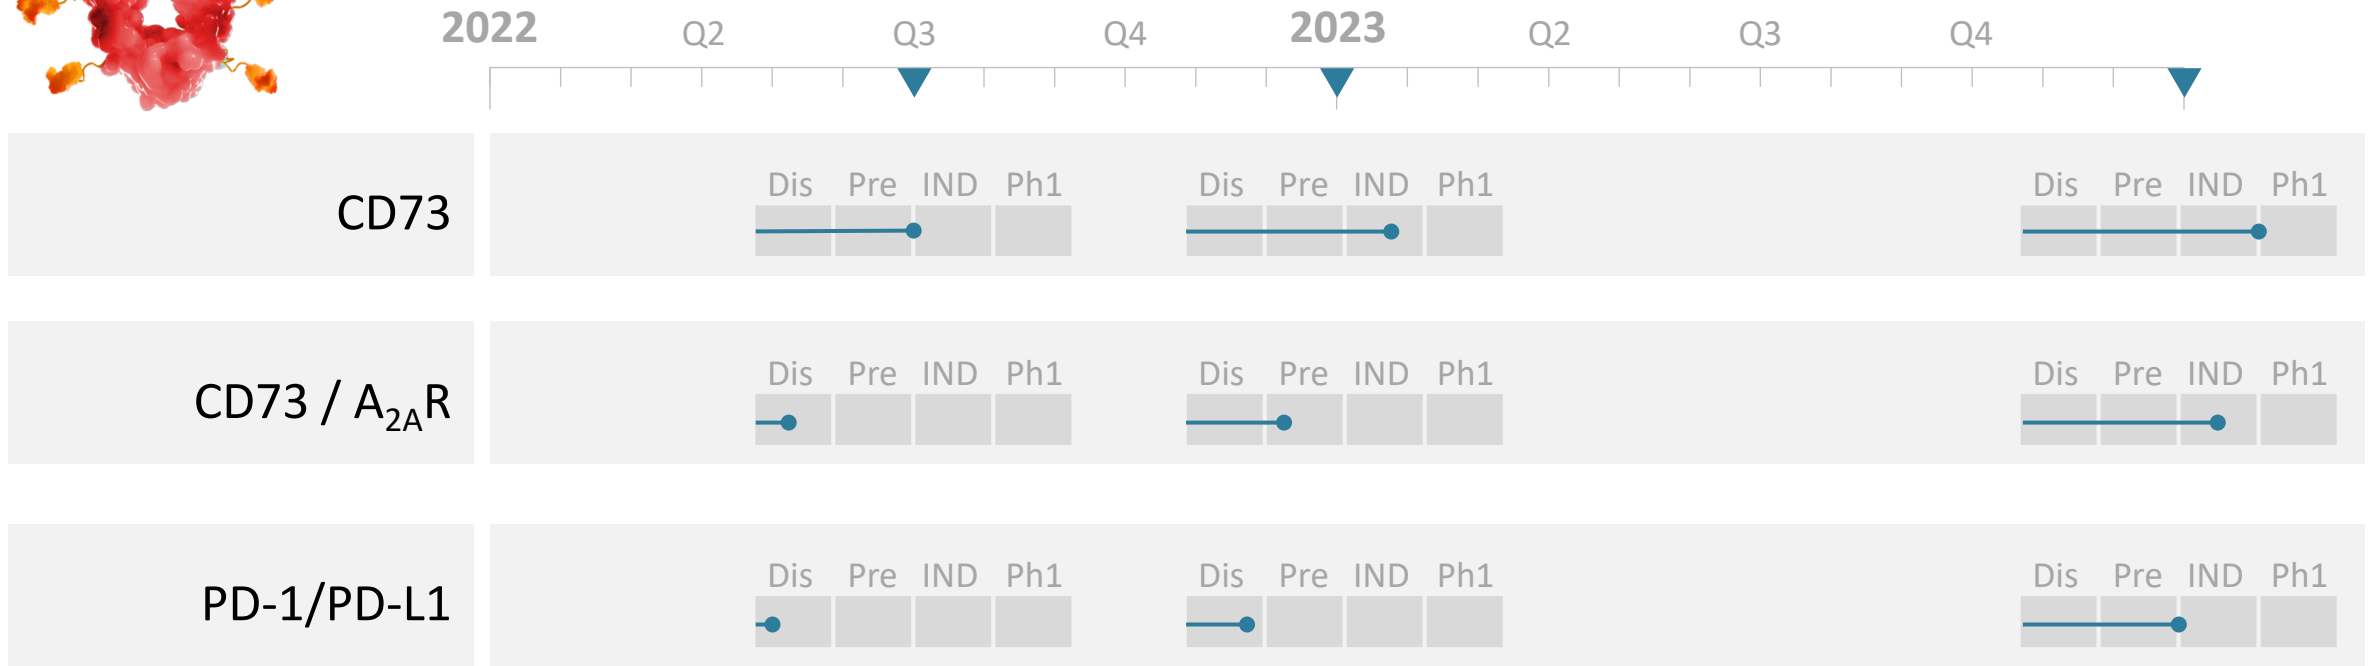 2022 Q2 Q3 Q4 2023 Q2 Q3 Q4
Dis Pre IND Ph1 Dis Pre IND Ph1 Dis Pre IND Ph1
CD73
Dis Pre IND Ph1 Dis Pre IND Ph1 Dis Pre IND Ph1
CD73 / A₂ₐR
Dis Pre IND Ph1 Dis Pre IND Ph1 Dis Pre IND Ph1
PD-1/PD-L1